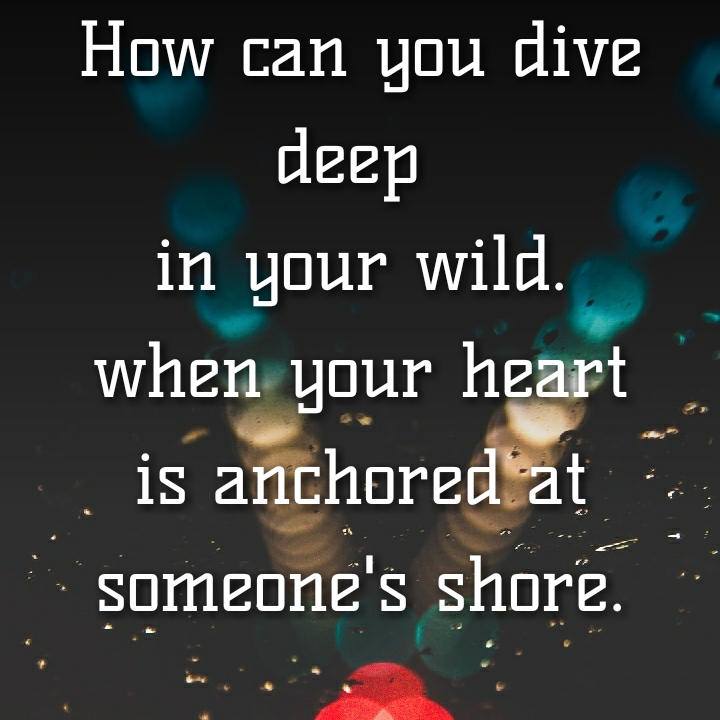 How can you dive
deep
in your wild.
when your heart
is anchored at
someone's shore.